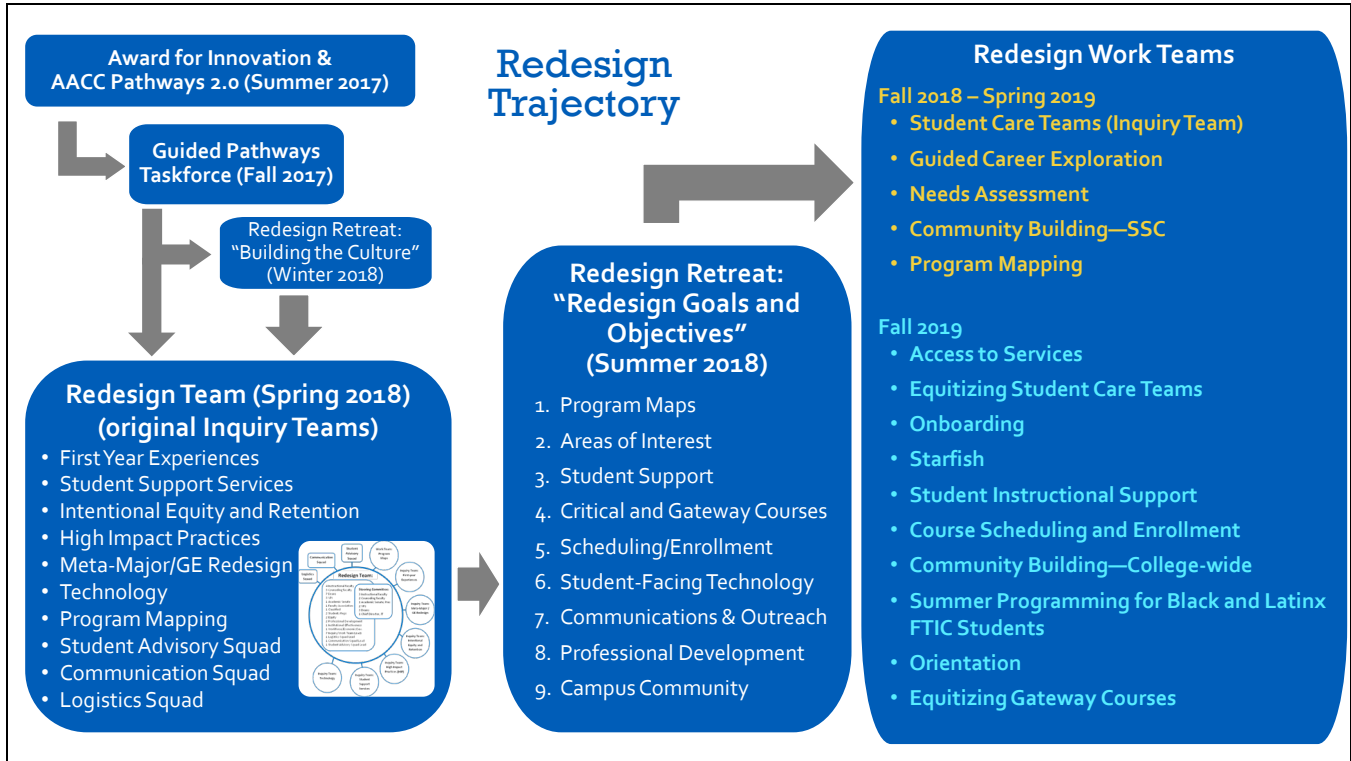 Award for Innovation &
AACC Pathways 2.0 (Summer 2017)
Guided Pathways
Taskforce (Fall 2017)
Redesign Retreat:
“Building the Culture”
(Winter 2018)
Redesign Team (Spring 2018)
(original Inquiry Teams)
• First Year Experiences
• Student Support Services
• Intentional Equity and Retention
• High Impact Practices
• Meta-Major/GE Redesign
• Technology
• Program Mapping
• Student Advisory Squad
• Communication Squad
• Logistics Squad
Redesign Team:
Redesign
Trajectory
Redesign Retreat:
“Redesign Goals and
Objectives”
(Summer 2018)
1. Program Maps
2. Areas of Interest
3. Student Support
4. Critical and Gateway Courses
5. Scheduling/Enrollment
6. Student-Facing Technology
7. Communications & Outreach
8. Professional Development
9. Campus Community
Redesign Work Teams
Fall 2018 – Spring 2019
• Student Care Teams (Inquiry Team)
• Guided Career Exploration
• Needs Assessment
• Community Building—SSC
• Program Mapping
Fall 2019
• Access to Services
• Equitizing Student Care Teams
• Onboarding
• Starfish
• Student Instructional Support
• Course Scheduling and Enrollment
• Community Building—College-wide
• Summer Programming for Black and Latinx
FTIC Students
• Orientation
• Equitizing Gateway Courses